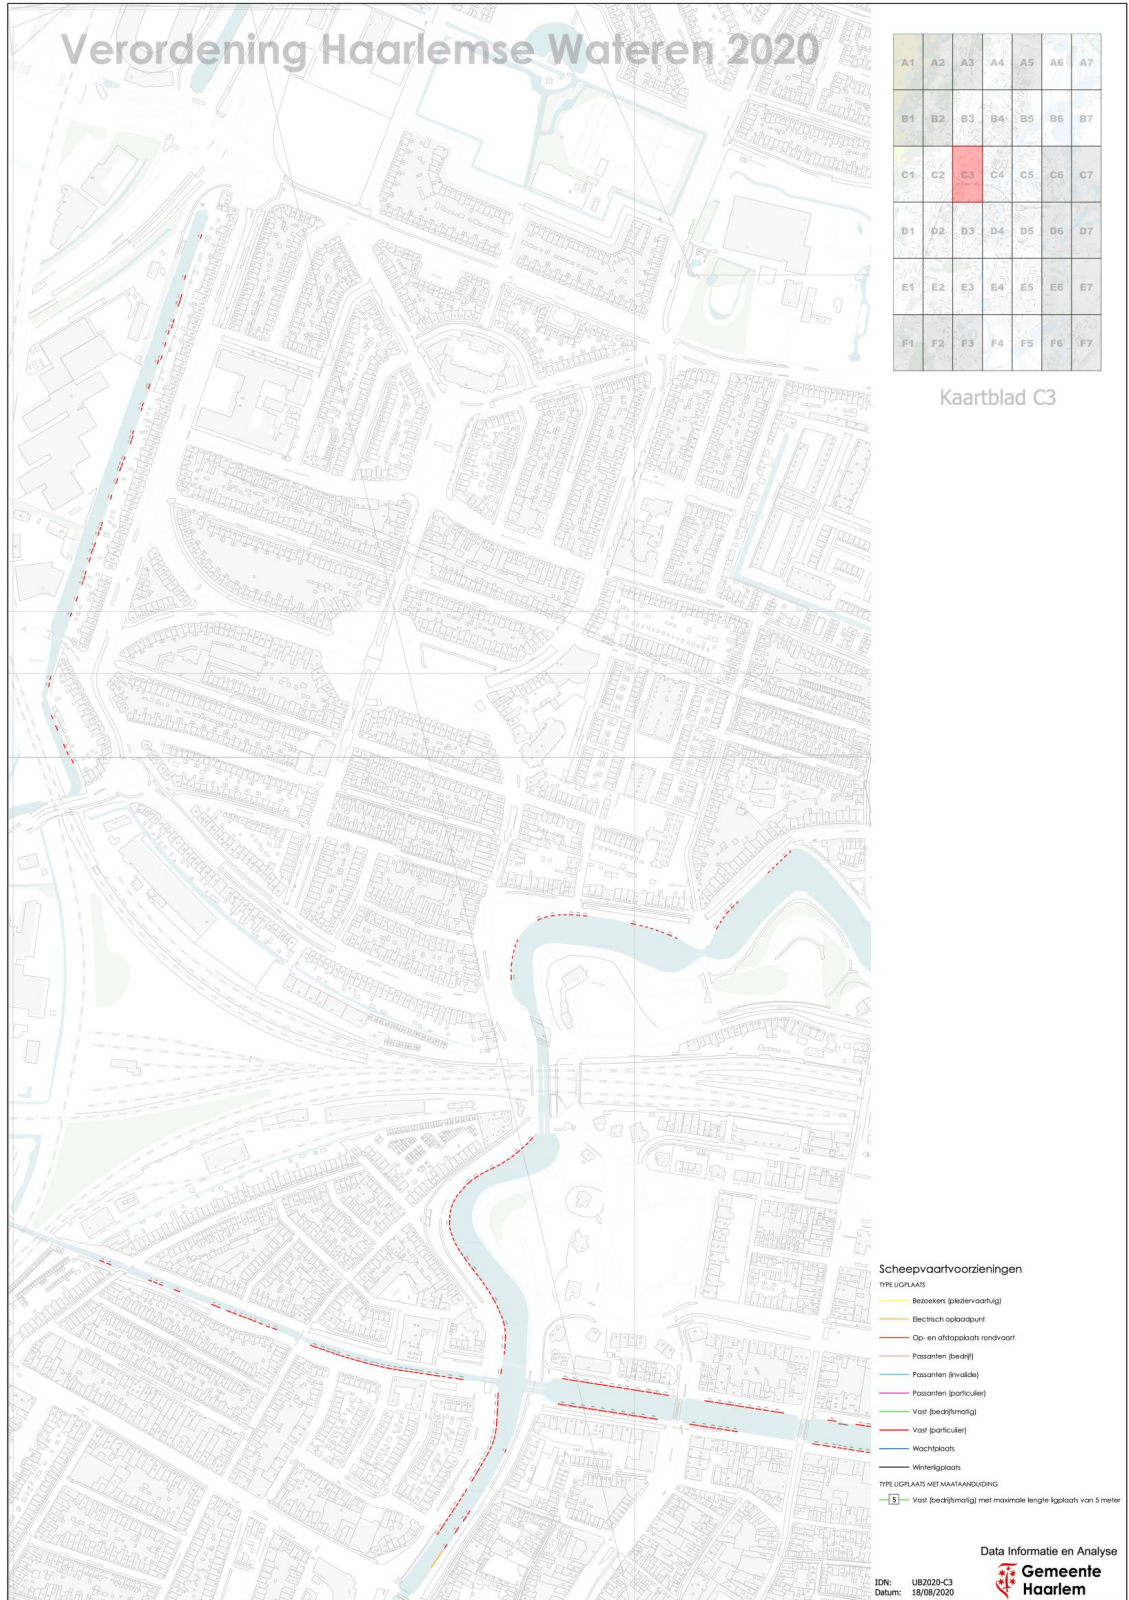 Verordening Haarlemse Wateren 2020
A1 A2 A3 A4 A5 A6 A7
B1 B2 B3 B4 B5 B6 B7
C1 C2 C3 C4 C5 C6 C7
D1 D2 D3 D4 D5 D6 D7
E1 E2 E3 E4 E5 E6 E7
F1 F2 F3 F4 F5 F6 F7
Kaartblad C3
Scheepvaartvoorzieningen
TYPE LIGPLAATS
Bezoekers (pleziervaartuig)
Electrisch oplaadpunt
Op- en afstapplaats rondvaart
Passanten (bedrijf)
Passanten (invalide)
Passanten (particulier)
Vast (bedrijfsmatig)
Vast (particulier)
Wachtplaats
Winterligplaats
TYPE LIGPLAATS MET MAATAANDUIDING
5 Vast (bedrijfsmatig) met maximale lengte ligplaats van 5 meter
Data Informatie en Analyse
Gemeente
Haarlem
IDN: UB2020-C3
Datum: 18/08/2020